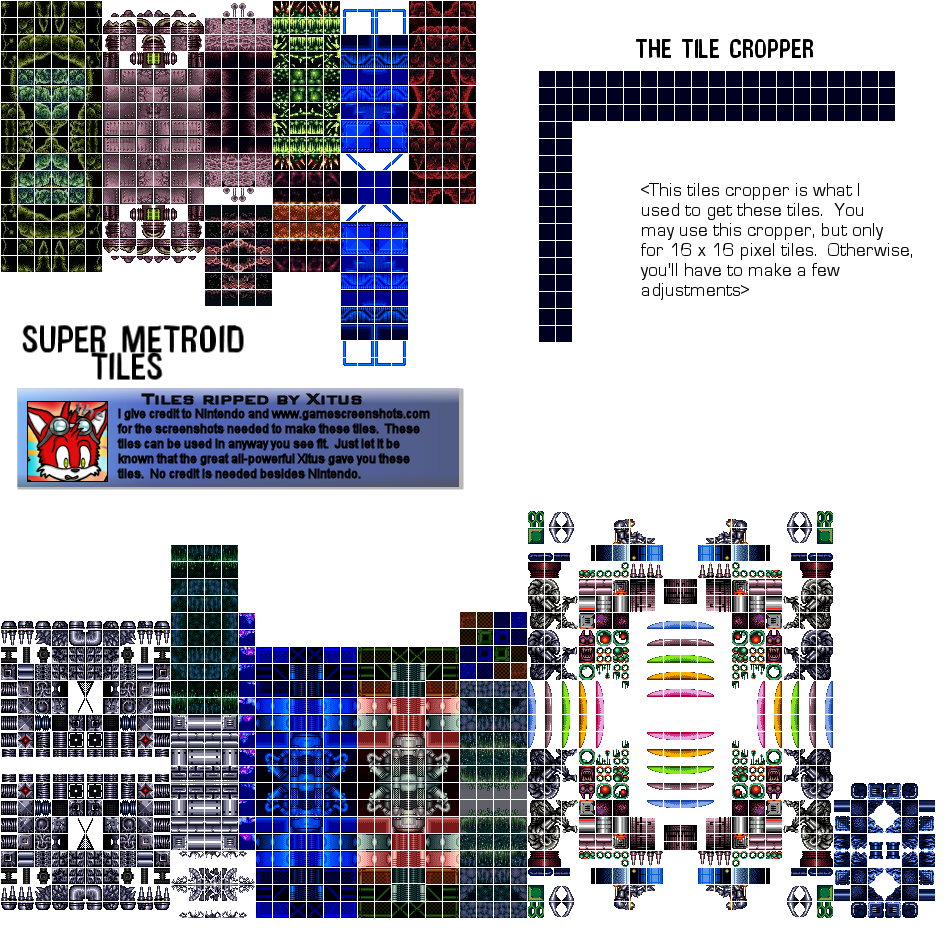 THE TILE CROPPER
<This tiles cropper is what I
used to get these tiles. You
may use this cropper, but only
for 16 x 16 pixel tiles. Otherwise,
you'll have to make a few
adjustments>
SUPER METROID
TILES
Tiles ripped by Xitus
I give credit to Nintendo and www.gamescreenshots.com
for the screenshots needed to make these tiles. These
tiles can be used in anyway you see fit. Just let it be
known that the great all-powerful Xitus gave you these
tiles. No credit is needed besides Nintendo.